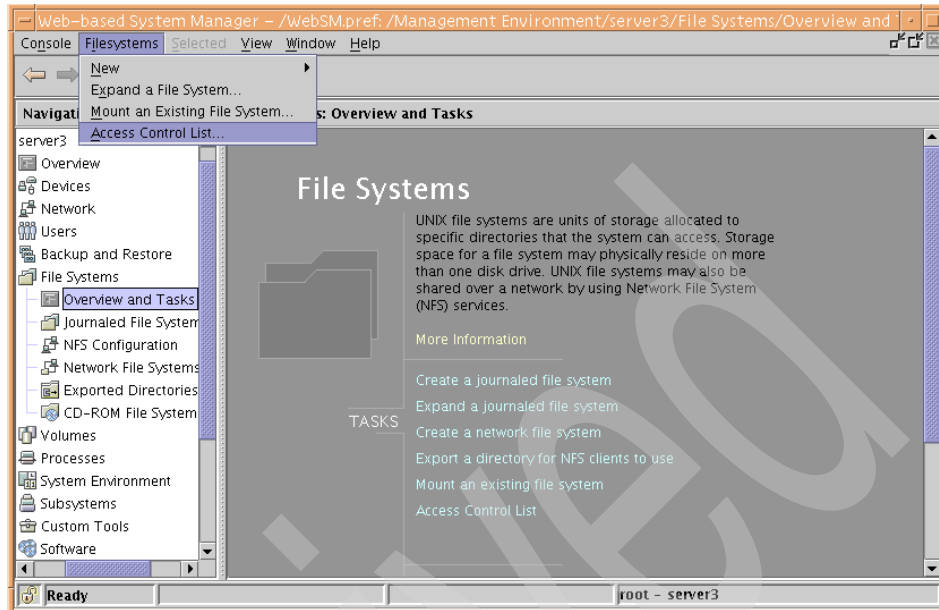 Web-based System Manager - /WebSM.pref: /Management Environment/server3/File Systems/Overview and
Console Filesystems Selected View Window Help
New
Expand a File System...
Mount an Existing File System...
Access Control List...
Navigati
s: Overview and Tasks
server3
Overview
Devices
Network
Users
Backup and Restore
File Systems
Overview and Tasks
Journaled File System
NFS Configuration
Network File Systems
Exported Directories
CD-ROM File System
Volumes
Processes
System Environment
Subsystems
Custom Tools
Software
File Systems
UNIX file systems are units of storage allocated to
specific directories that the system can access. Storage
space for a file system may physically reside on more
than one disk drive. UNIX file systems may also be
shared over a network by using Network File System
(NFS) services.
More Information
TASKS
Create a journaled file system
Expand a journaled file system
Create a network file system
Export a directory for NFS clients to use
Mount an existing file system
Access Control List
Ready
root - server3